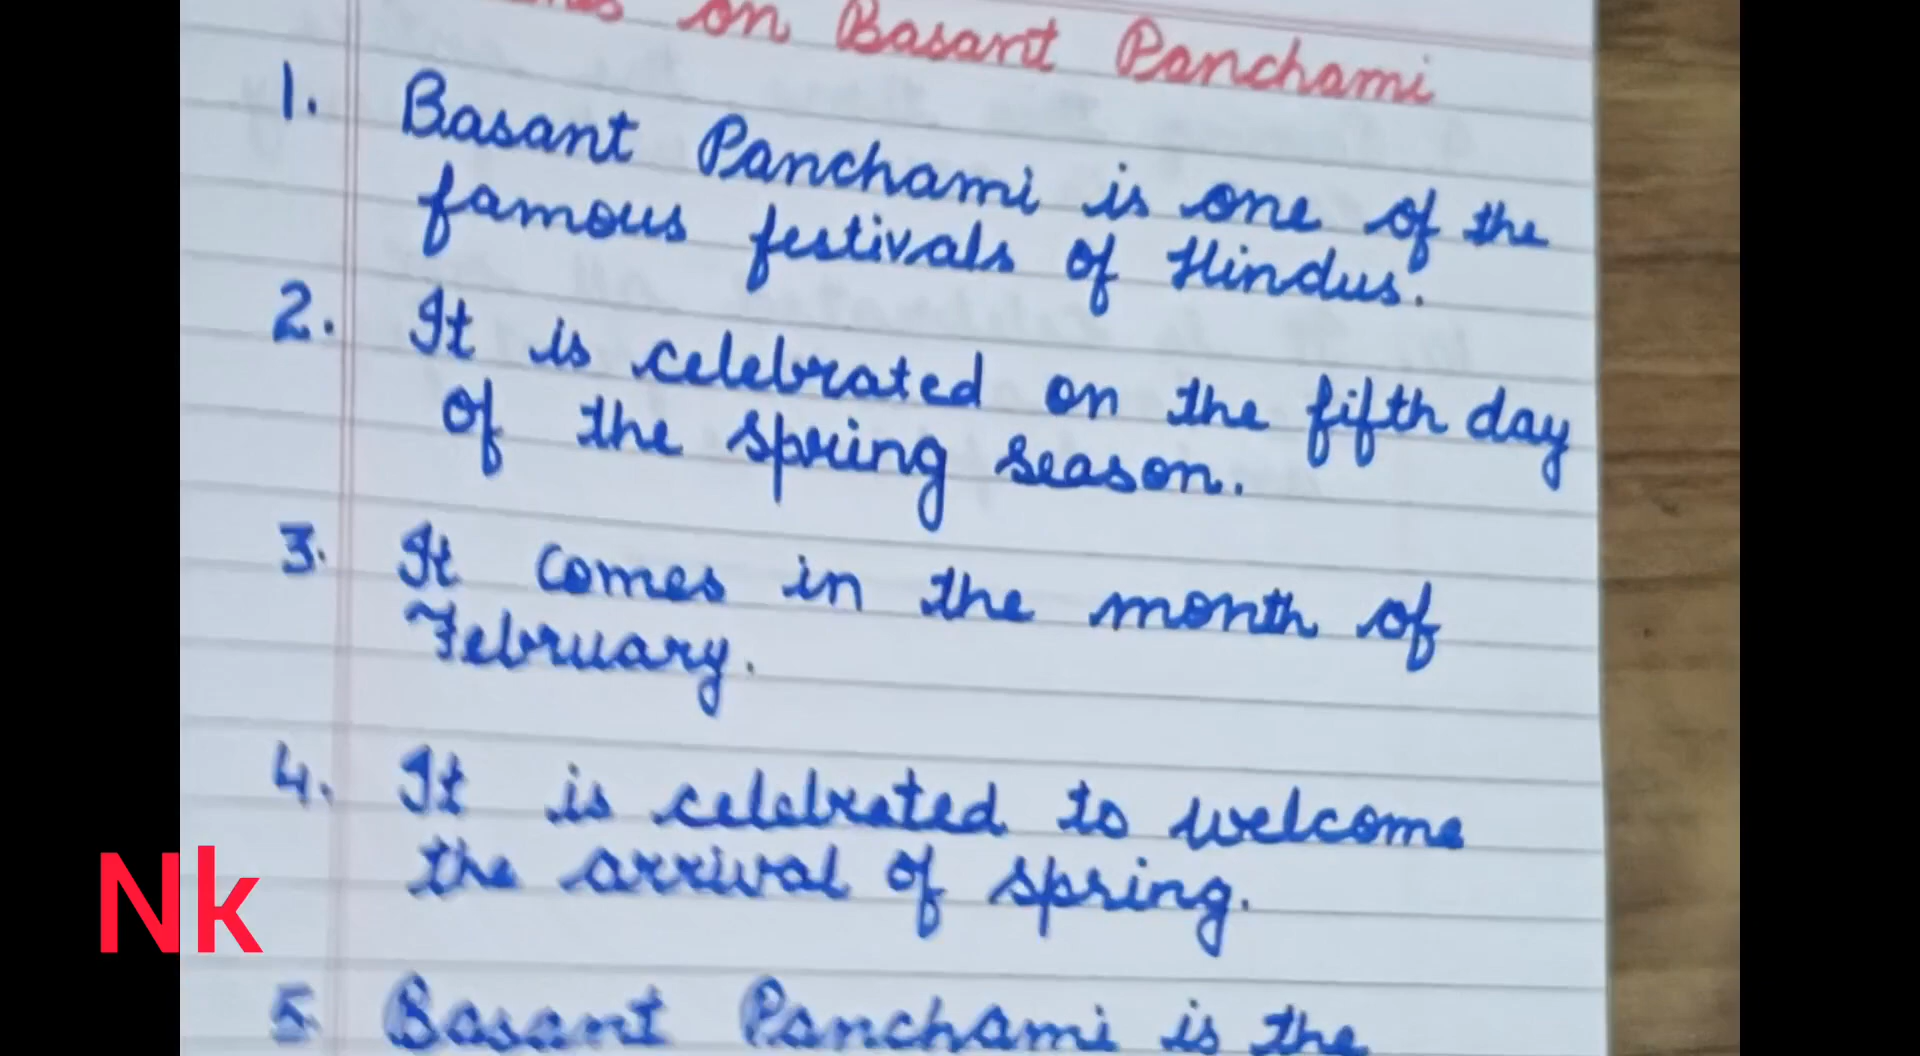 on Basant Panchami
1. Basant Panchami is one of the
famous festivals of Hindus.
2. It is celebrated on the fifth day
of the spring season.
3. It comes in the month of
February.
4. It is celebrated to welcome
the arrival of spring.
Nk
5. Basant Panchami is the